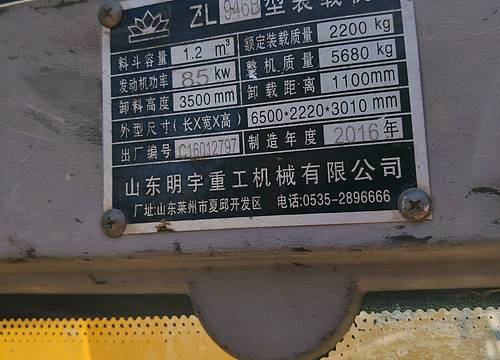 ZL 946B 型装载机
料斗容量 1.2 m³ 额定装载质量 2200 kg
发动机功率 85 kw 整机质量 5680 kg
卸料高度 3500 mm 卸载距离 1100mm
外型尺寸(长X宽X高) 6500*2220*3010 mm
出厂编号 C16012797 制造年度 2016年
山东明宇重工机械有限公司
厂址:山东莱州市夏邱开发区 电话:0535-2896666